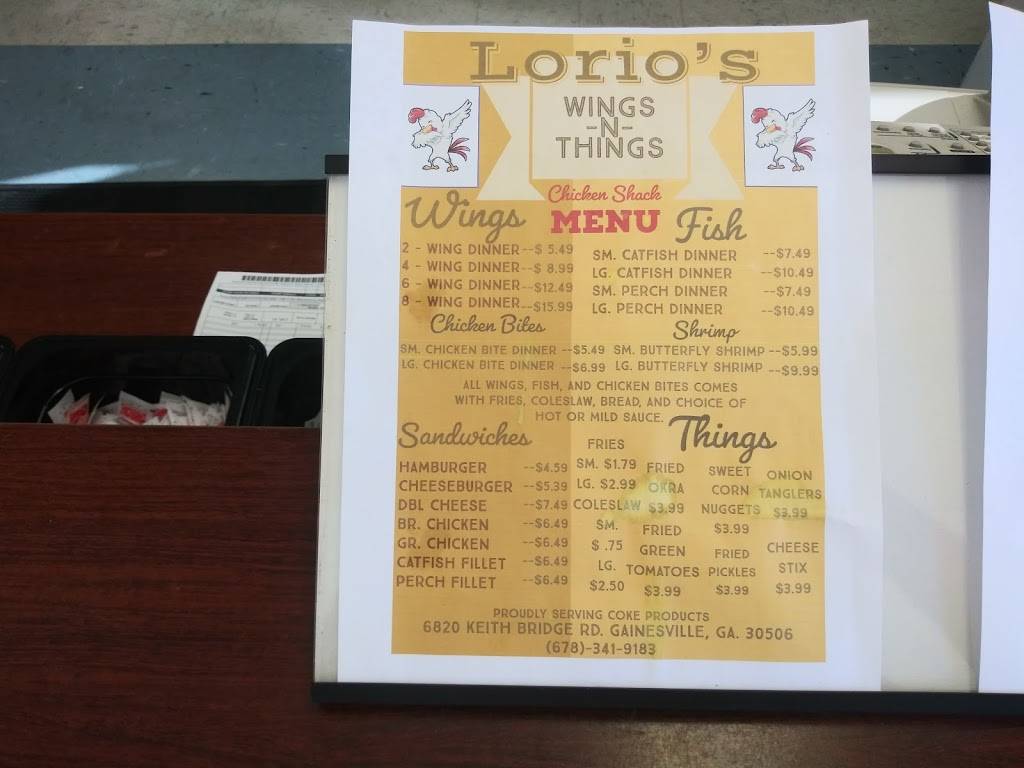 Lorio's
WINGS
-N-
THINGS
Chicken Shack
MENU
Wings
2 - WING DINNER--$ 5.49
4 - WING DINNER--$ 8.99
6 - WING DINNER--$12.49
8 - WING DINNER--$15.99
Fish
SM. CATFISH DINNER --$7.49
LG. CATFISH DINNER --$10.49
SM. PERCH DINNER --$7.49
LG. PERCH DINNER --$10.49
Chicken Bites
SM. CHICKEN BITE DINNER --$5.49
LG. CHICKEN BITE DINNER --$6.99
Shrimp
SM. BUTTERFLY SHRIMP --$5.99
LG. BUTTERFLY SHRIMP --$9.99
ALL WINGS, FISH, AND CHICKEN BITES COMES
WITH FRIES, COLESLAW, BREAD, AND CHOICE OF
HOT OR MILD SAUCE.
Sandwiches
HAMBURGER --$4.59
CHEESEBURGER --$5.39
DBL CHEESE --$7.49
BR. CHICKEN --$6.49
GR. CHICKEN --$6.49
CATFISH FILLET --$6.49
PERCH FILLET --$6.49
Things
FRIES
SM. $1.79
LG. $2.99
COLESLAW
SM.
$ .75
LG.
$2.50
FRIED
OKRA
$3.99
FRIED
GREEN
TOMATOES
$3.99
SWEET
CORN
NUGGETS
$3.99
FRIED
PICKLES
$3.99
ONION
TANGLERS
$3.99
CHEESE
STIX
$3.99
PROUDLY SERVING COKE PRODUCTS
6820 KEITH BRIDGE RD. GAINESVILLE, GA. 30506
(678)-341-9183